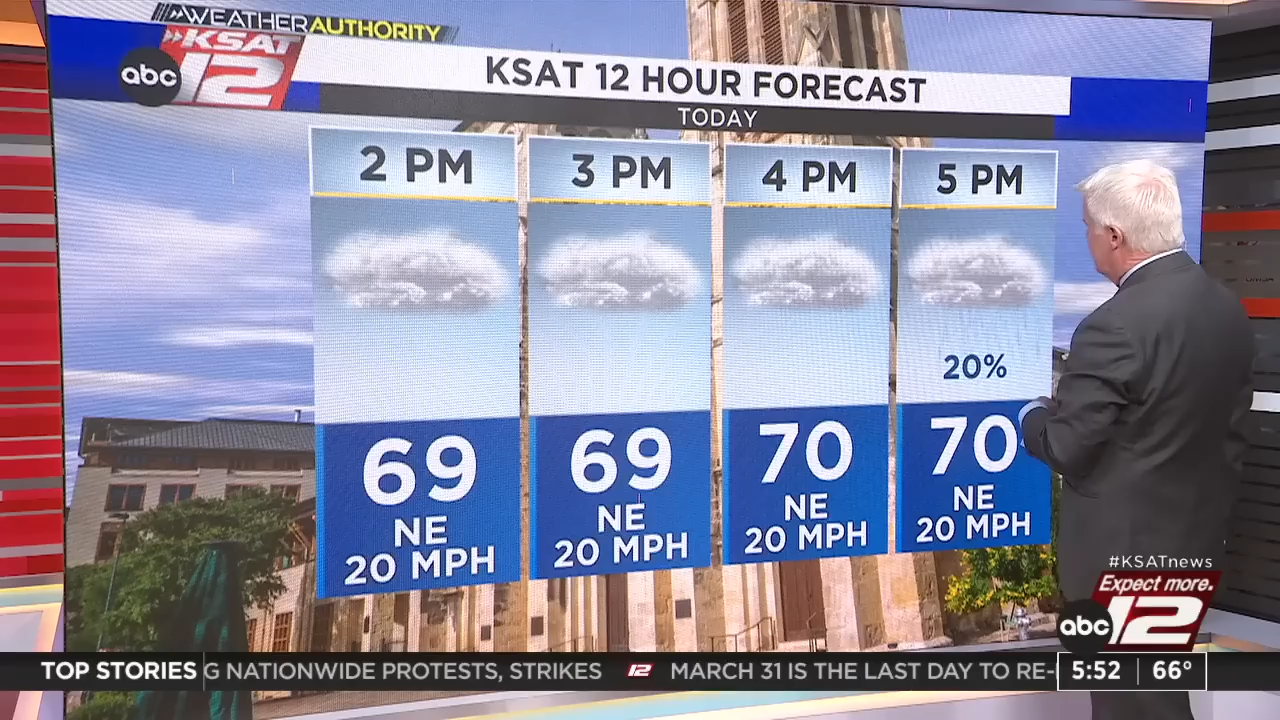 WEATHERAUTHORITY
KSAT
abc 12
KSAT 12 HOUR FORECAST
TODAY
2 PM
69
NE
20 MPH
3 PM
69
NE
20 MPH
4 PM
70
NE
20 MPH
5 PM
20%
70
NE
20 MPH
#KSATnews
Expect more.
abc 12
TOP STORIES G NATIONWIDE PROTESTS, STRIKES 12 MARCH 31 IS THE LAST DAY TO RE-
5:52 66°